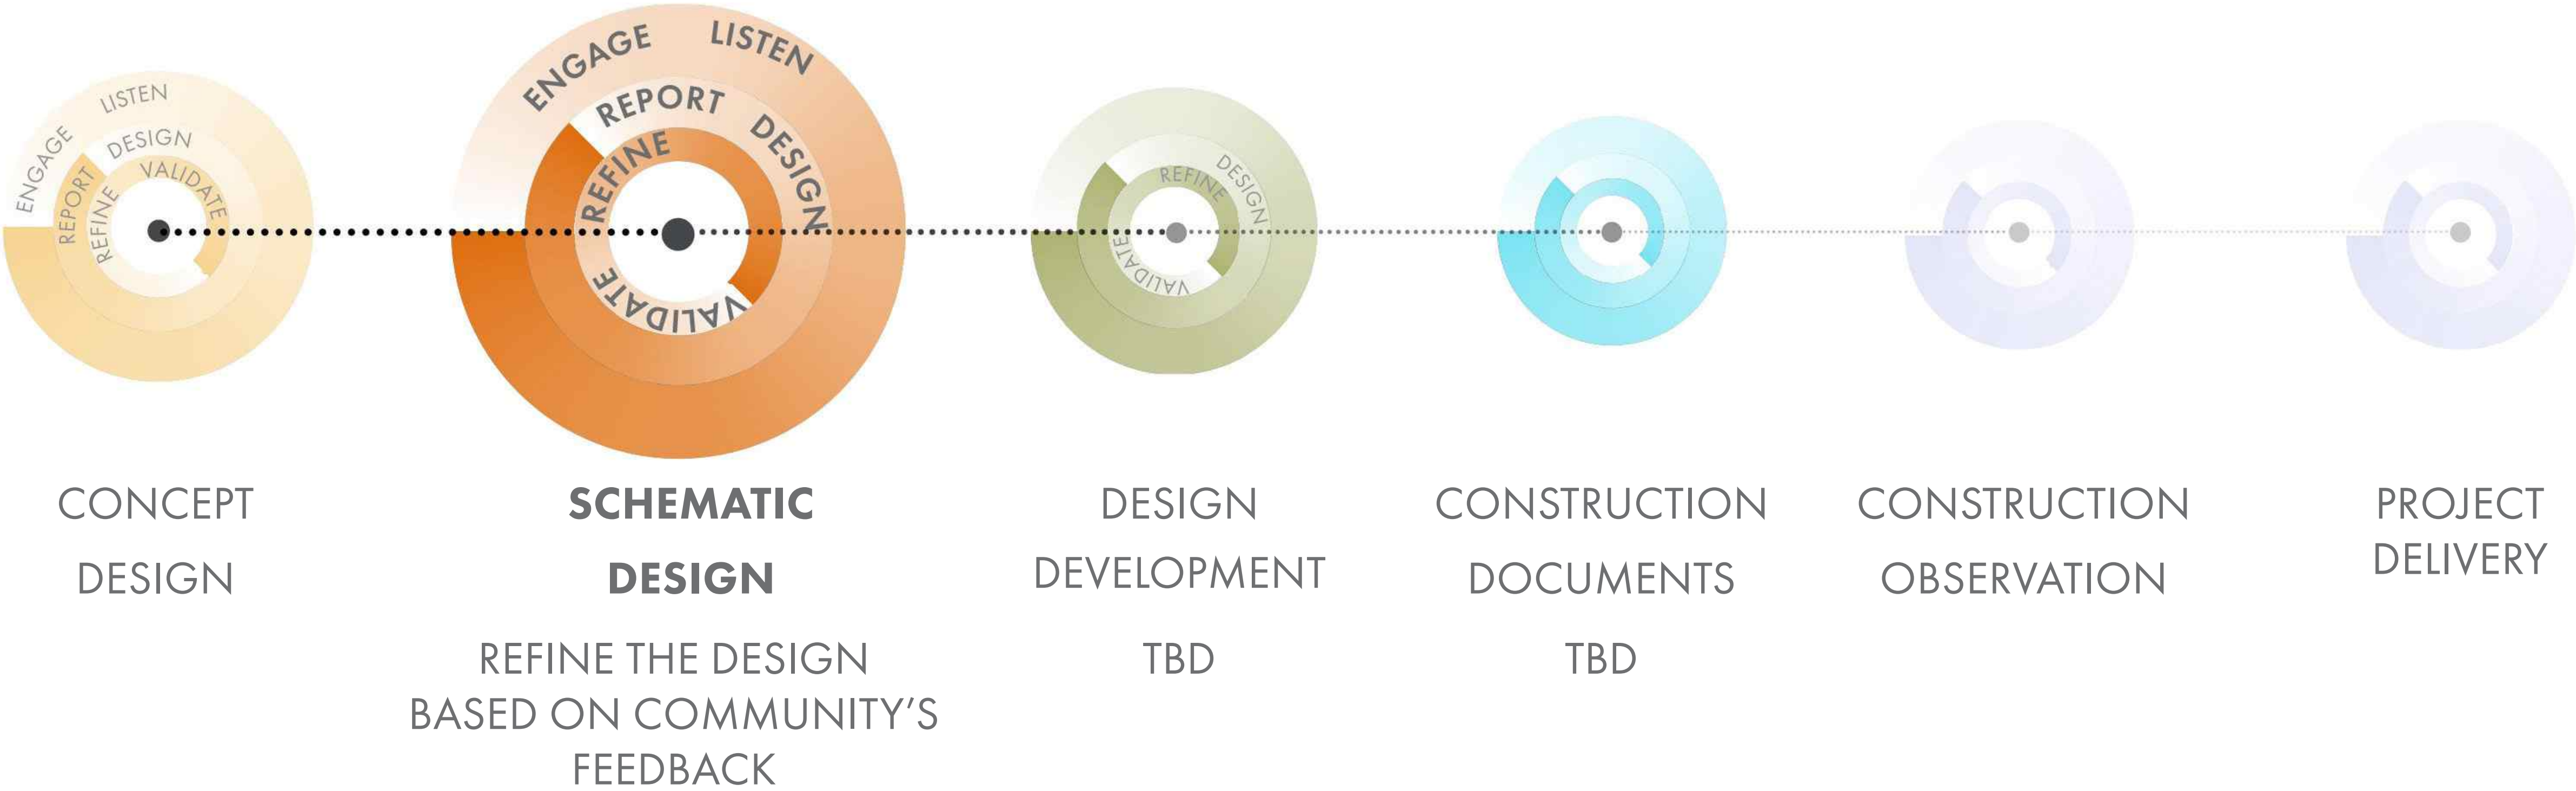 ENGAGE LISTEN
REPORT DESIGN
REFINE VALIDATE
ENGAGE LISTEN
REPORT DESIGN
REFINE
VALIDATE
DESIGN
REFINE
VALIDATE
CONCEPT
DESIGN
SCHEMATIC
DESIGN
REFINE THE DESIGN
BASED ON COMMUNITY'S
FEEDBACK
DESIGN
DEVELOPMENT
TBD
CONSTRUCTION
DOCUMENTS
TBD
CONSTRUCTION
OBSERVATION
PROJECT
DELIVERY